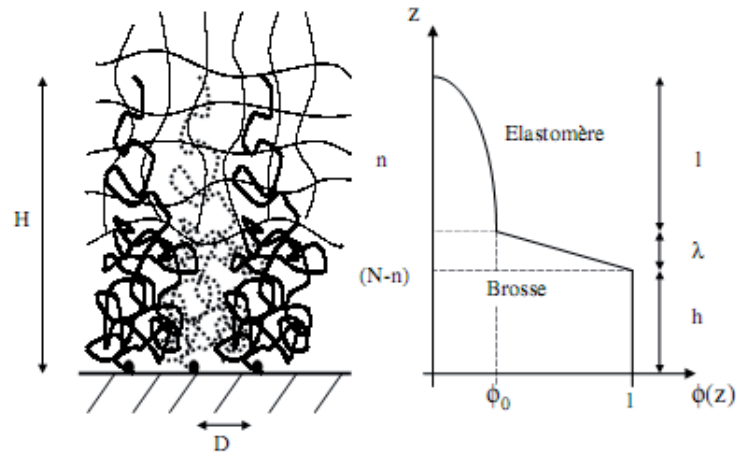 z
Elastomère
n
l
H
λ
(N-n)
Brosse
h
ϕ₀
1
ϕ(z)
D